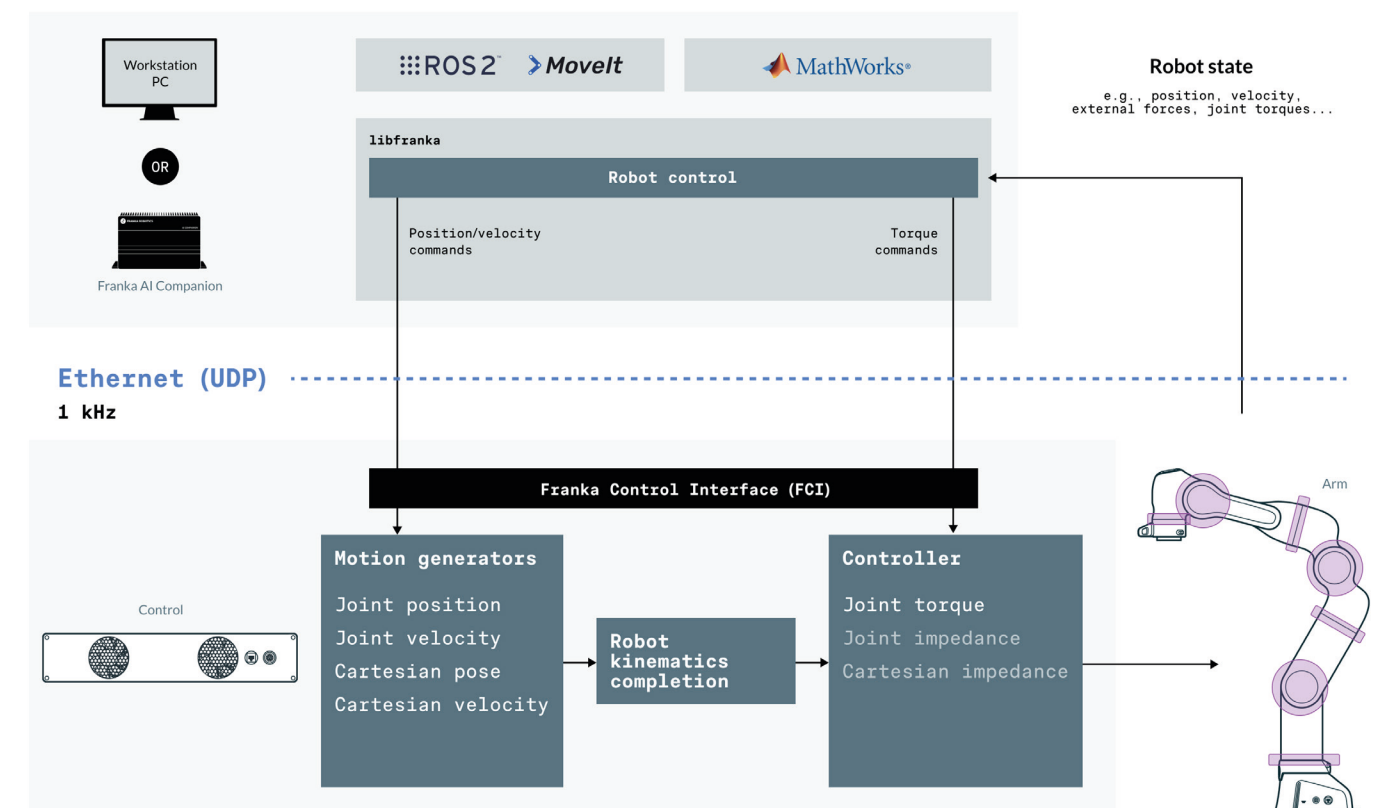 Workstation
PC
OR
Franka AI Companion
ROS 2™
MoveIt
MathWorks®
Robot state
e.g., position, velocity,
external forces, joint torques...
libfranka
Robot control
Position/velocity
commands
Torque
commands
Ethernet (UDP)
1 kHz
Franka Control Interface (FCI)
Control
Motion generators
Joint position
Joint velocity
Cartesian pose
Cartesian velocity
Robot
kinematics
completion
Controller
Joint torque
Joint impedance
Cartesian impedance
Arm